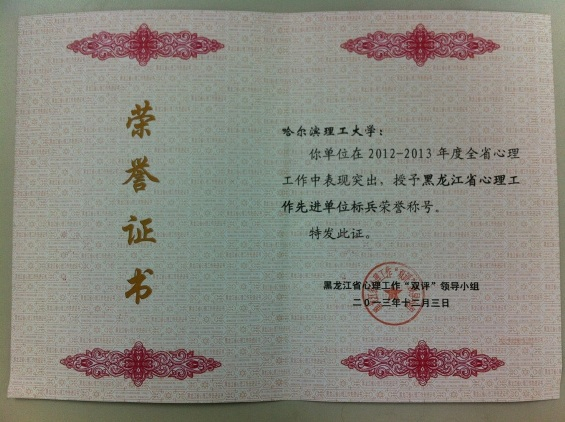 荣
誉
证
书
哈尔滨理工大学：
你单位在2012-2013年度全省心理
工作中表现突出，授予黑龙江省心理工
作先进单位标兵荣誉称号。
特发此证。
黑龙江省心理工作“双评”领导小组
二0一三年十二月三日